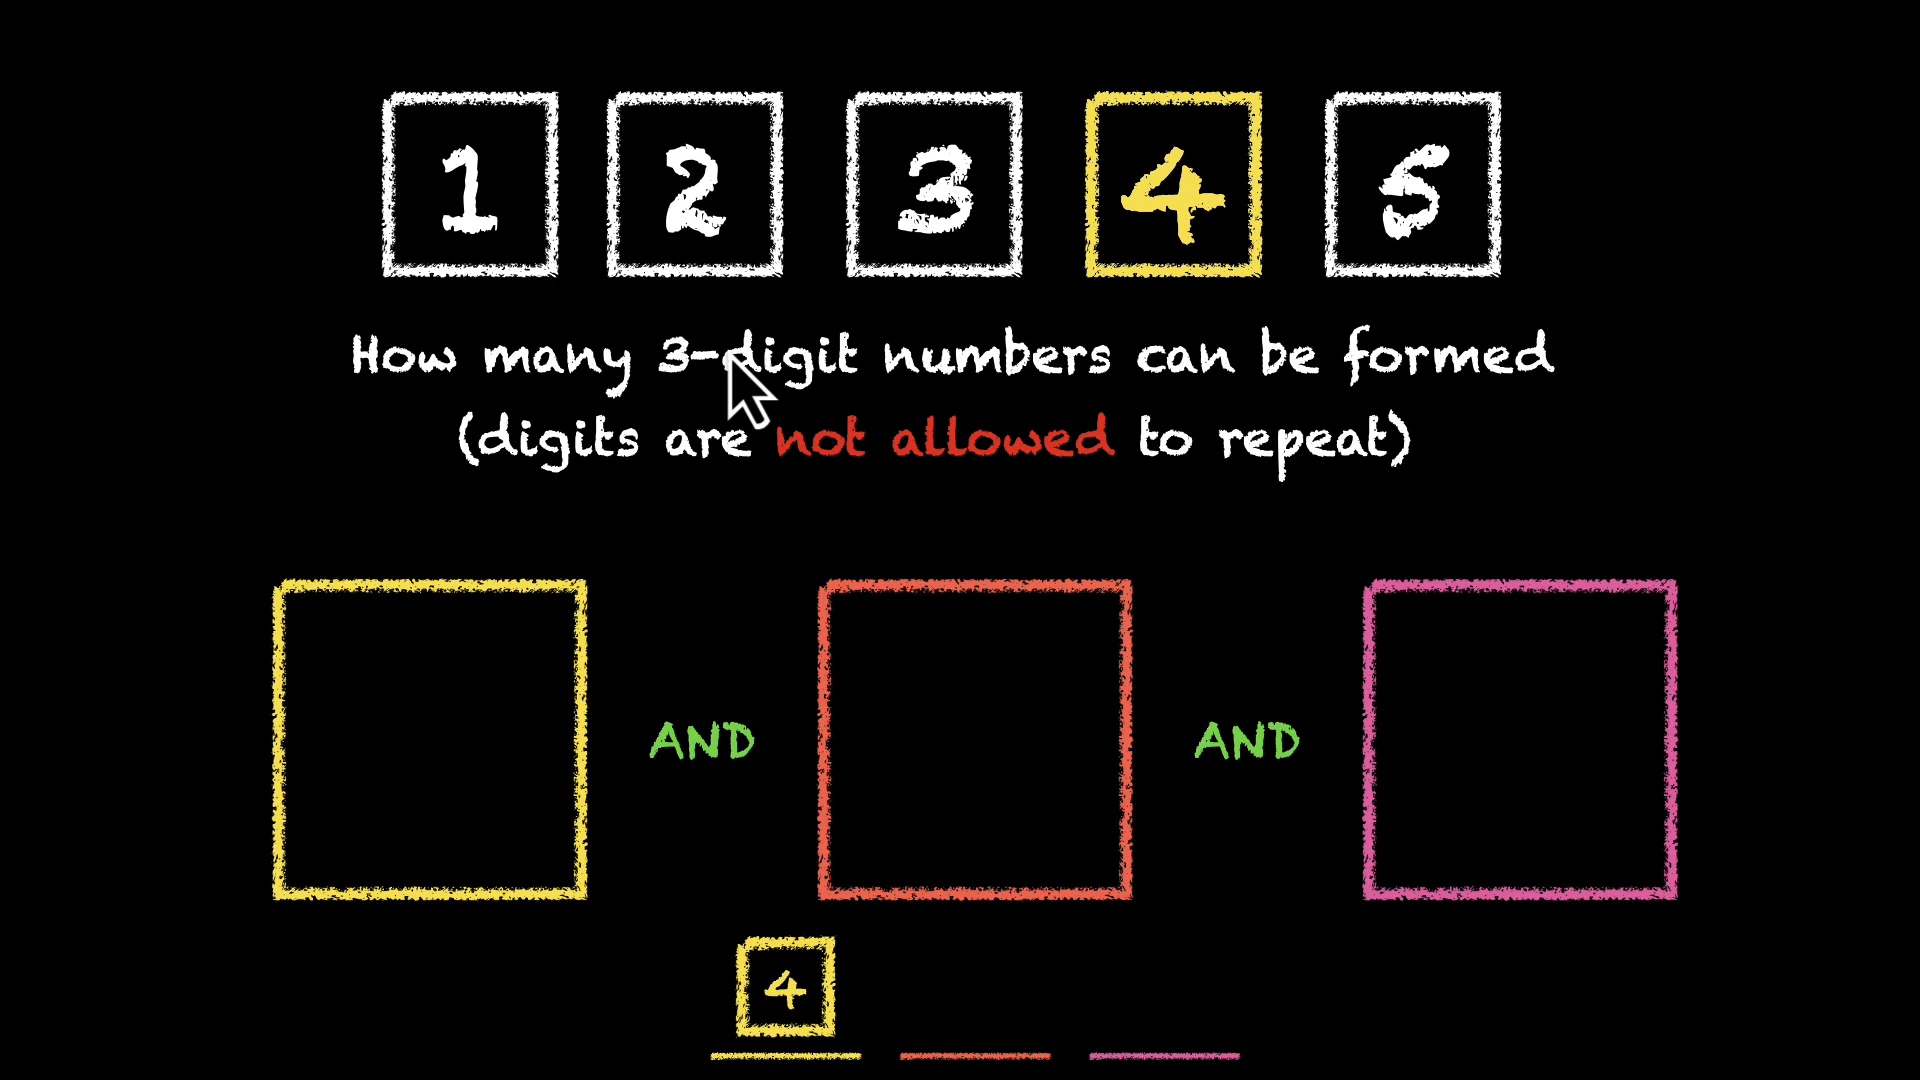 1 2 3 4 5
How many 3-digit numbers can be formed
(digits are not allowed to repeat)
AND AND
4